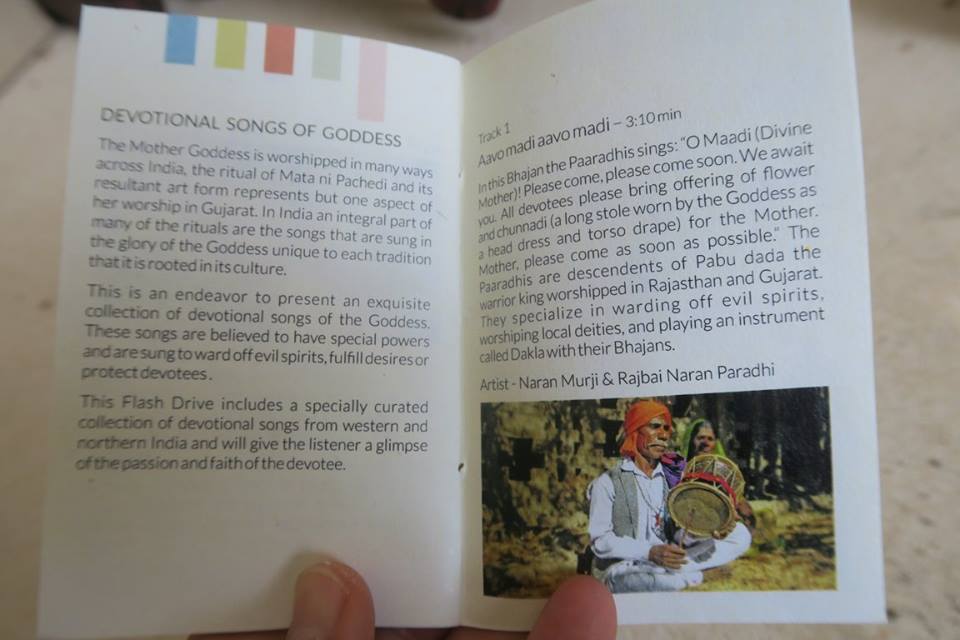 DEVOTIONAL SONGS OF GODDESS
The Mother Goddess is worshipped in many ways
across India, the ritual of Mata ni Pachedi and its
resultant art form represents but one aspect of
her worship in Gujarat. In India an integral part of
many of the rituals are the songs that are sung in
the glory of the Goddess unique to each tradition
that it is rooted in its culture.
This is an endeavor to present an exquisite
collection of devotional songs of the Goddess.
These songs are believed to have special powers
and are sung to ward off evil spirits, fulfill desires or
protect devotees.
This Flash Drive includes a specially curated
collection of devotional songs from western and
northern India and will give the listener a glimpse
of the passion and faith of the devotee.
Track 1
Aavo madi aavo madi – 3:10 min
In this Bhajan the Paaradhis sings: “O Maadi (Divine
Mother)! Please come, please come soon. We await
you. All devotees please bring offering of flower
and chunnadi (a long stole worn by the Goddess as
a head dress and torso drape) for the Mother.
Mother, please come as soon as possible.” The
Paaradhis are descendents of Pabu dada the
warrior king worshipped in Rajasthan and Gujarat.
They specialize in warding off evil spirits,
worshiping local deities, and playing an instrument
called Dakla with their Bhajans.
Artist - Naran Murji & Rajbai Naran Paradhi